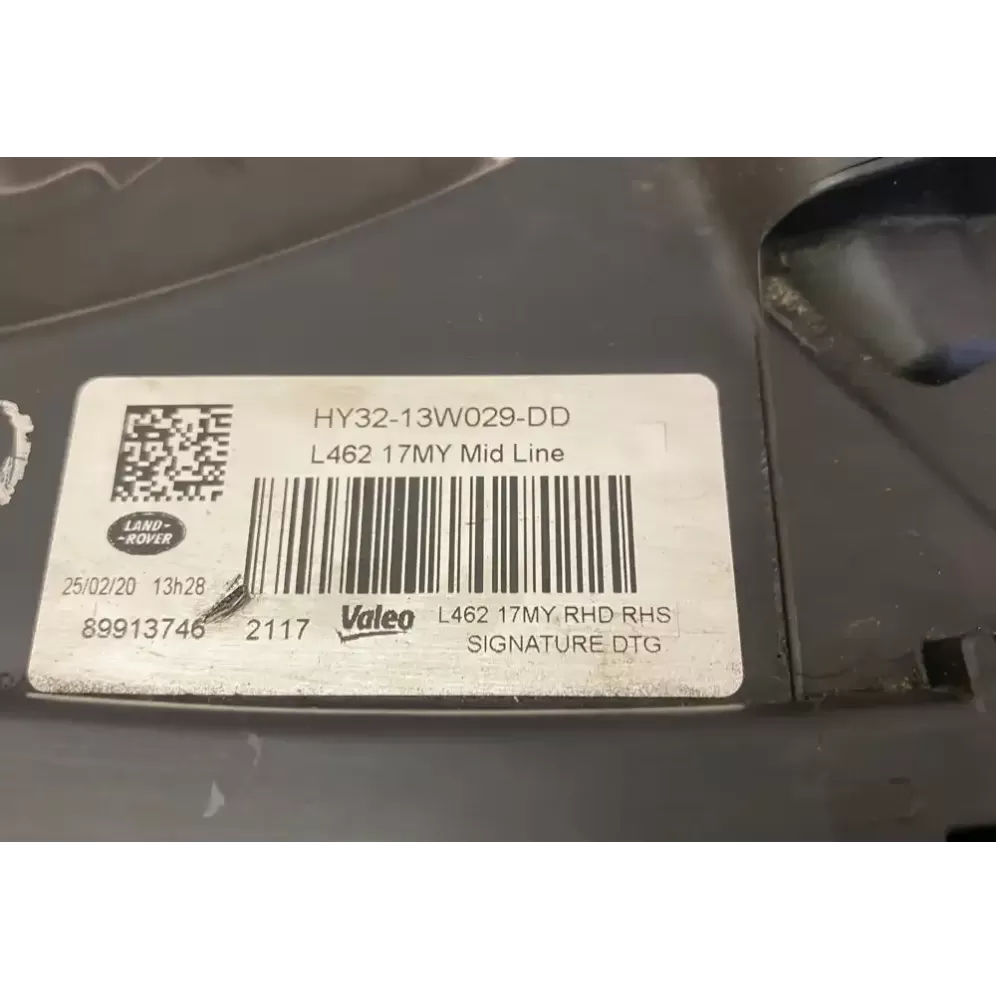 HY32-13W029-DD
L462 17MY Mid Line
LAND-
-ROVER
25/02/20 13h28
89913746 2117 Valeo L462 17MY RHD RHS
SIGNATURE DTG